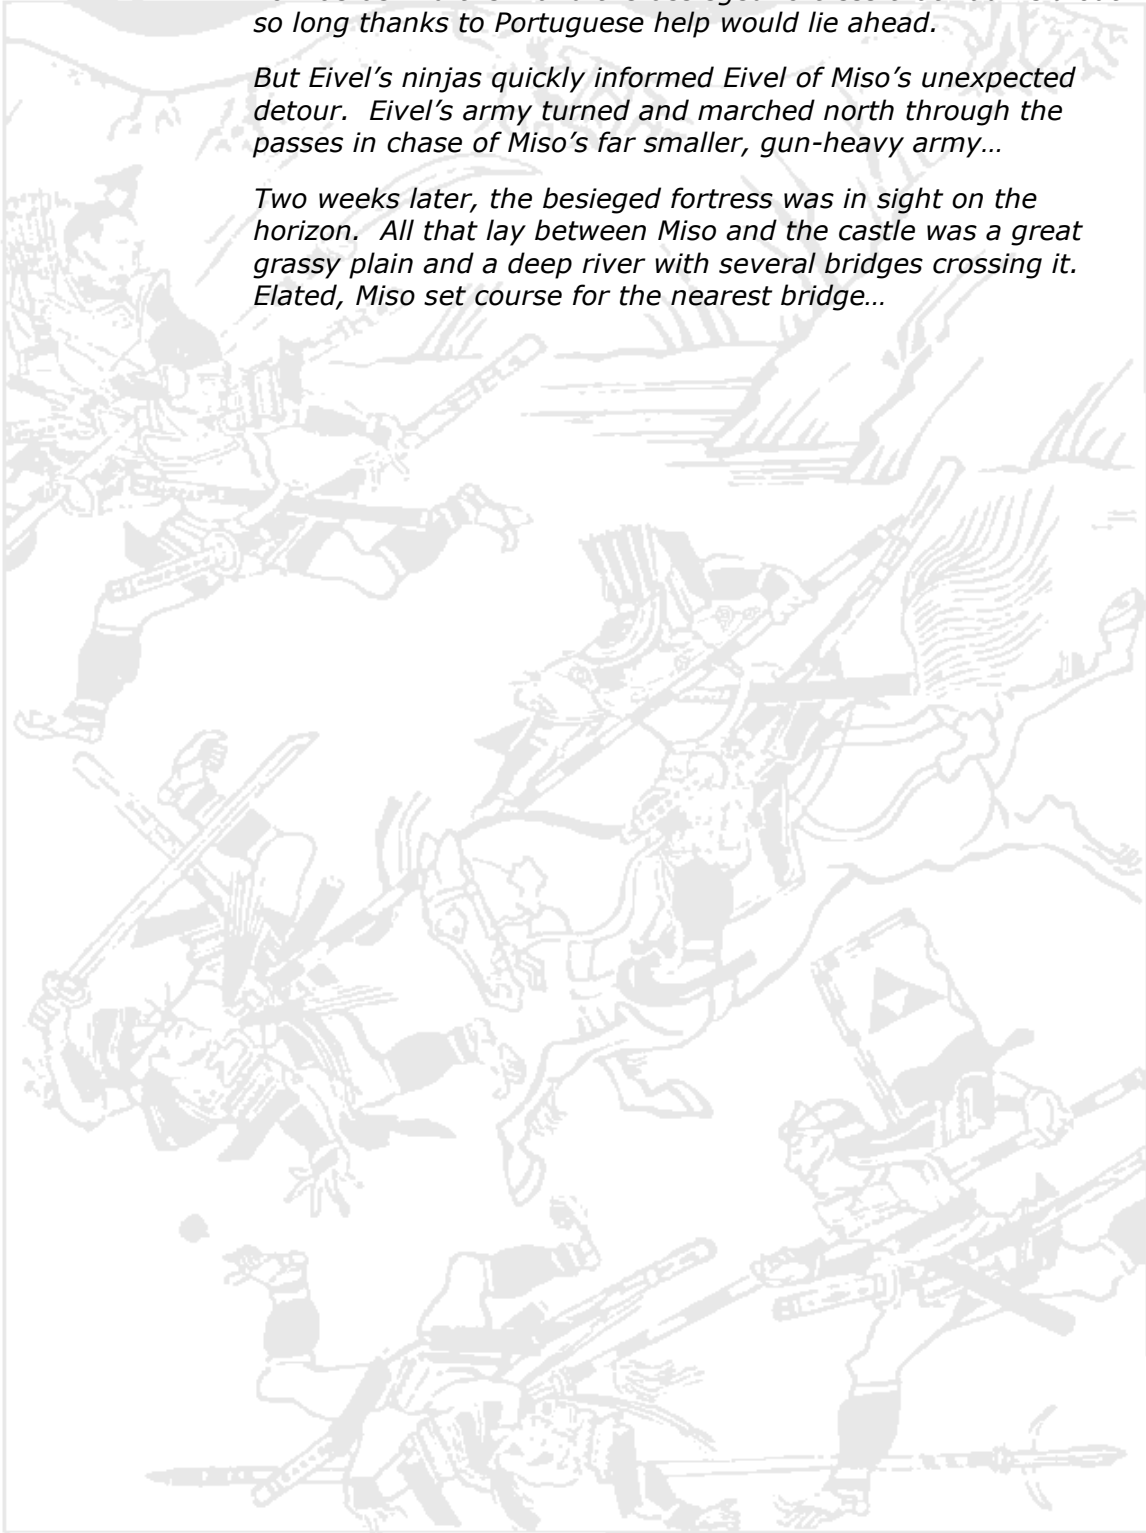 so long thanks to Portuguese help would lie ahead.
But Eivel's ninjas quickly informed Eivel of Miso's unexpected
detour.  Eivel's army turned and marched north through the
passes in chase of Miso's far smaller, gun-heavy army…
Two weeks later, the besieged fortress was in sight on the
horizon.  All that lay between Miso and the castle was a great
grassy plain and a deep river with several bridges crossing it.
Elated, Miso set course for the nearest bridge…